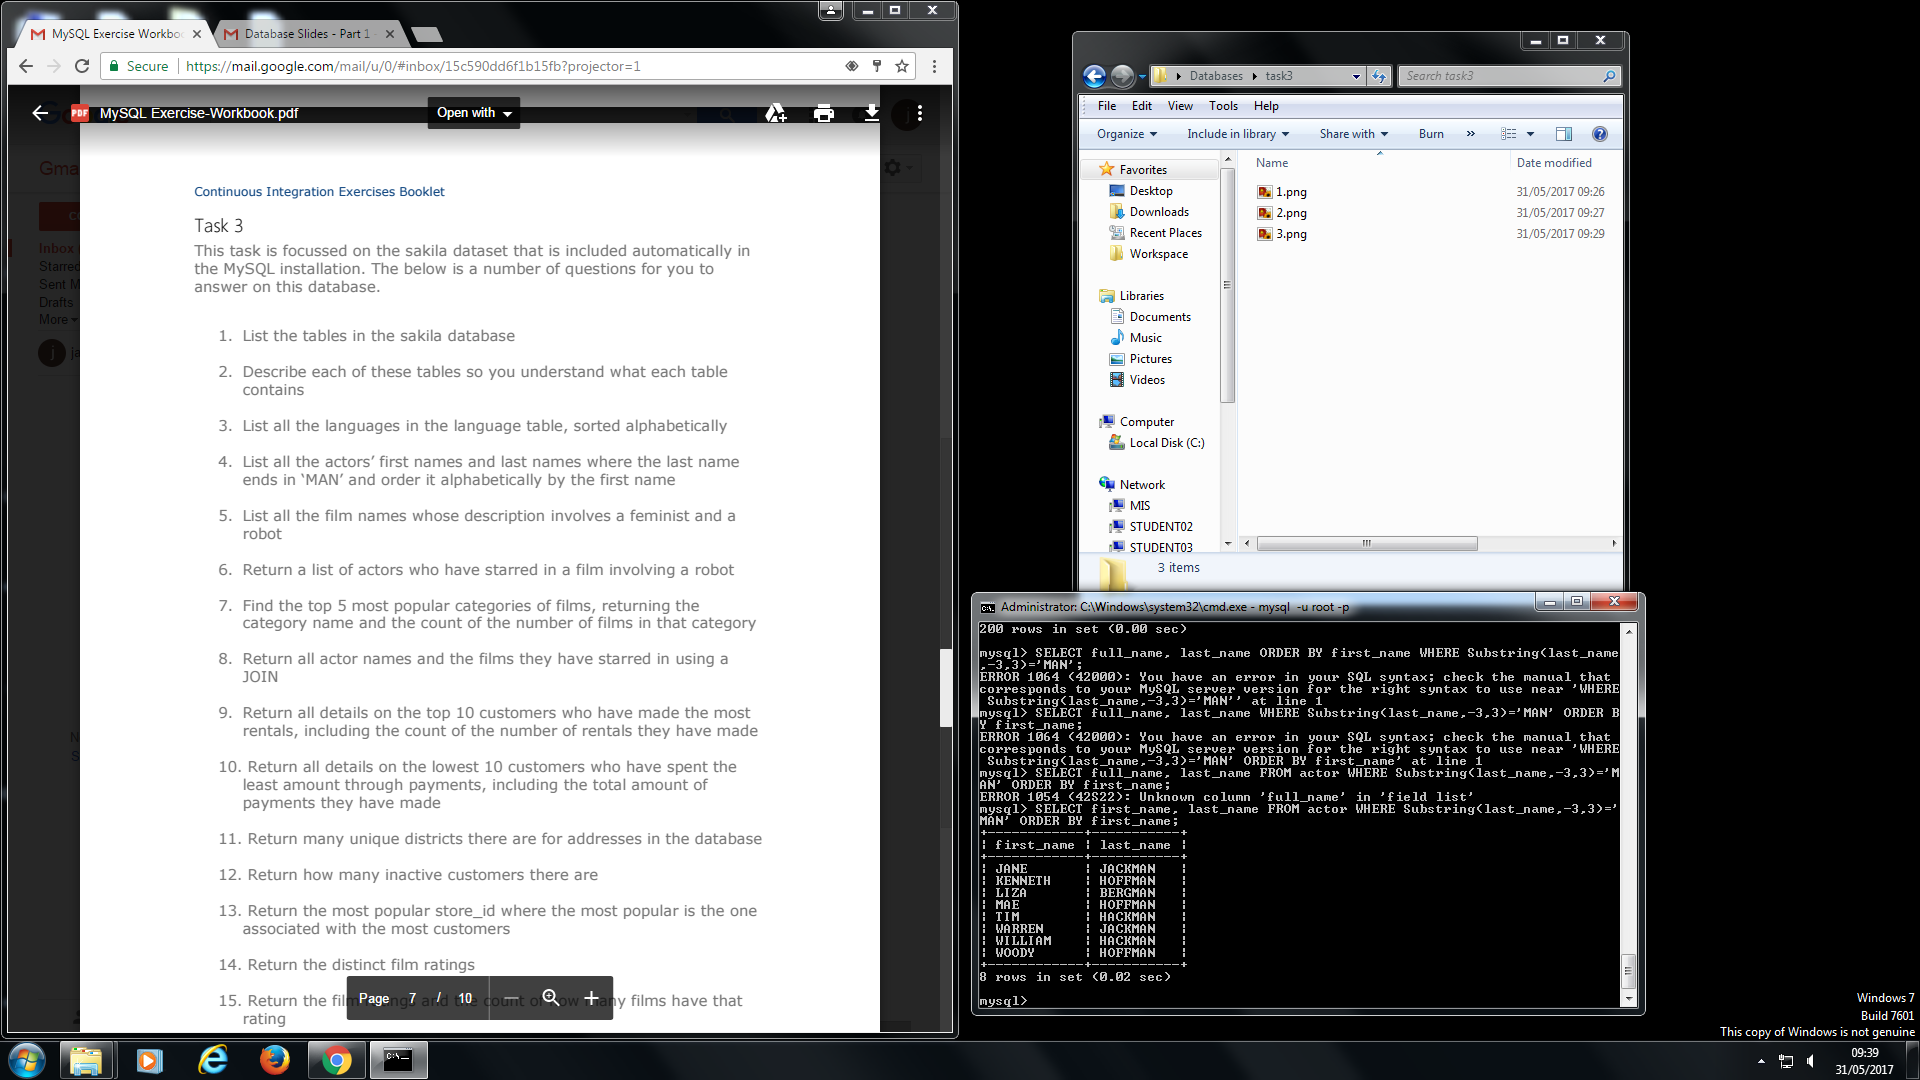 MySQL Exercise Workbo
Database Slides - Part 1
Secure
https://mail.google.com/mail/u/0/#inbox/15c590dd6f1b15fb?projector=1
MySQL Exercise-Workbook.pdf
Open with
Gma
Inbox
Starred
Sent M
Drafts
More
Continuous Integration Exercises Booklet
Task 3
This task is focussed on the sakila dataset that is included automatically in
the MySQL installation. The below is a number of questions for you to
answer on this database.
1. List the tables in the sakila database
2. Describe each of these tables so you understand what each table
contains
3. List all the languages in the language table, sorted alphabetically
4. List all the actors’ first names and last names where the last name
ends in ‘MAN’ and order it alphabetically by the first name
5. List all the film names whose description involves a feminist and a
robot
6. Return a list of actors who have starred in a film involving a robot
7. Find the top 5 most popular categories of films, returning the
category name and the count of the number of films in that category
8. Return all actor names and the films they have starred in using a
JOIN
9. Return all details on the top 10 customers who have made the most
rentals, including the count of the number of rentals they have made
10. Return all details on the lowest 10 customers who have spent the
least amount through payments, including the total amount of
payments they have made
11. Return many unique districts there are for addresses in the database
12. Return how many inactive customers there are
13. Return the most popular store_id where the most popular is the one
associated with the most customers
14. Return the distinct film ratings
15. Return the film ratings and the count of how many films have that
rating
Page 7 / 10
Databases
task3
Search task3
File Edit View Tools Help
Organize Include in library Share with Burn »
Name Date modified
Favorites
Desktop
Downloads
Recent Places
Workspace
Libraries
Documents
Music
Pictures
Videos
Computer
Local Disk (C:)
Network
MIS
STUDENT02
STUDENT03
1.png 31/05/2017 09:26
2.png 31/05/2017 09:27
3.png 31/05/2017 09:29
3 items
Administrator: C:\Windows\system32\cmd.exe - mysql -u root -p
200 rows in set (0.00 sec)
mysql> SELECT full_name, last_name ORDER BY first_name WHERE Substring(last_name
,-3,3)='MAN';
ERROR 1064 (42000): You have an error in your SQL syntax; check the manual that
corresponds to your MySQL server version for the right syntax to use near 'WHERE
Substring(last_name,-3,3)='MAN'' at line 1
mysql> SELECT full_name, last_name WHERE Substring(last_name,-3,3)='MAN' ORDER B
Y first_name;
ERROR 1064 (42000): You have an error in your SQL syntax; check the manual that
corresponds to your MySQL server version for the right syntax to use near 'WHERE
Substring(last_name,-3,3)='MAN' ORDER BY first_name' at line 1
mysql> SELECT full_name, last_name FROM actor WHERE Substring(last_name,-3,3)='M
AN' ORDER BY first_name;
ERROR 1054 (42S22): Unknown column 'full_name' in 'field list'
mysql> SELECT first_name, last_name FROM actor WHERE Substring(last_name,-3,3)='
MAN' ORDER BY first_name;
+------------+-----------+
| first_name | last_name |
+------------+-----------+
| JANE | JACKMAN |
| KENNETH | HOFFMAN |
| LIZA | BERGMAN |
| MAE | HOFFMAN |
| TIM | HACKMAN |
| WARREN | JACKMAN |
| WILLIAM | HACKMAN |
| WOODY | HOFFMAN |
+------------+-----------+
8 rows in set (0.02 sec)
mysql>
Windows 7
Build 7601
This copy of Windows is not genuine
09:39
31/05/2017